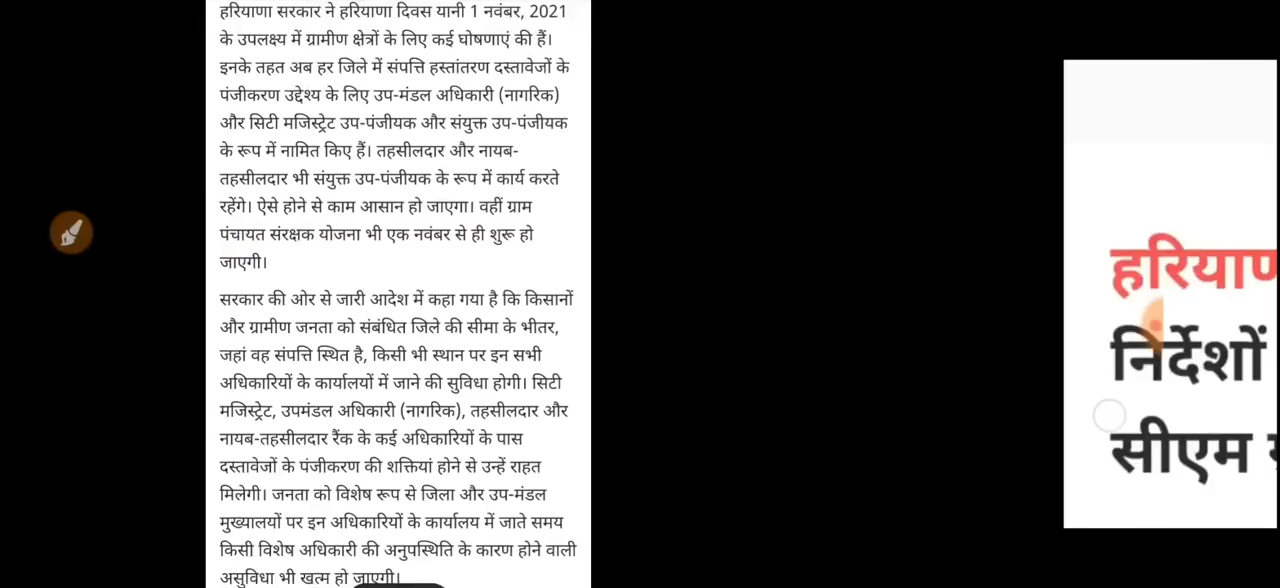 हरियाणा सरकार ने हरियाणा दिवस यानी 1 नवंबर, 2021
के उपलक्ष्य में ग्रामीण क्षेत्रों के लिए कई घोषणाएं की हैं।
इनके तहत अब हर जिले में संपत्ति हस्तांतरण दस्तावेजों के
पंजीकरण उद्देश्य के लिए उप-मंडल अधिकारी (नागरिक)
और सिटी मजिस्ट्रेट उप-पंजीयक और संयुक्त उप-पंजीयक
के रूप में नामित किए हैं। तहसीलदार और नायब-
तहसीलदार भी संयुक्त उप-पंजीयक के रूप में कार्य करते
रहेंगे। ऐसे होने से काम आसान हो जाएगा। वहीं ग्राम
पंचायत संरक्षक योजना भी एक नवंबर से ही शुरू हो
जाएगी।
सरकार की ओर से जारी आदेश में कहा गया है कि किसानों
और ग्रामीण जनता को संबंधित जिले की सीमा के भीतर,
जहां वह संपत्ति स्थित है, किसी भी स्थान पर इन सभी
अधिकारियों के कार्यालयों में जाने की सुविधा होगी। सिटी
मजिस्ट्रेट, उपमंडल अधिकारी (नागरिक), तहसीलदार और
नायब-तहसीलदार रैंक के कई अधिकारियों के पास
दस्तावेजों के पंजीकरण की शक्तियां होने से उन्हें राहत
मिलेगी। जनता को विशेष रूप से जिला और उप-मंडल
मुख्यालयों पर इन अधिकारियों के कार्यालय में जाते समय
किसी विशेष अधिकारी की अनुपस्थिति के कारण होने वाली
असुविधा भी खत्म हो जाएगी।
निर्देशों
सीएम